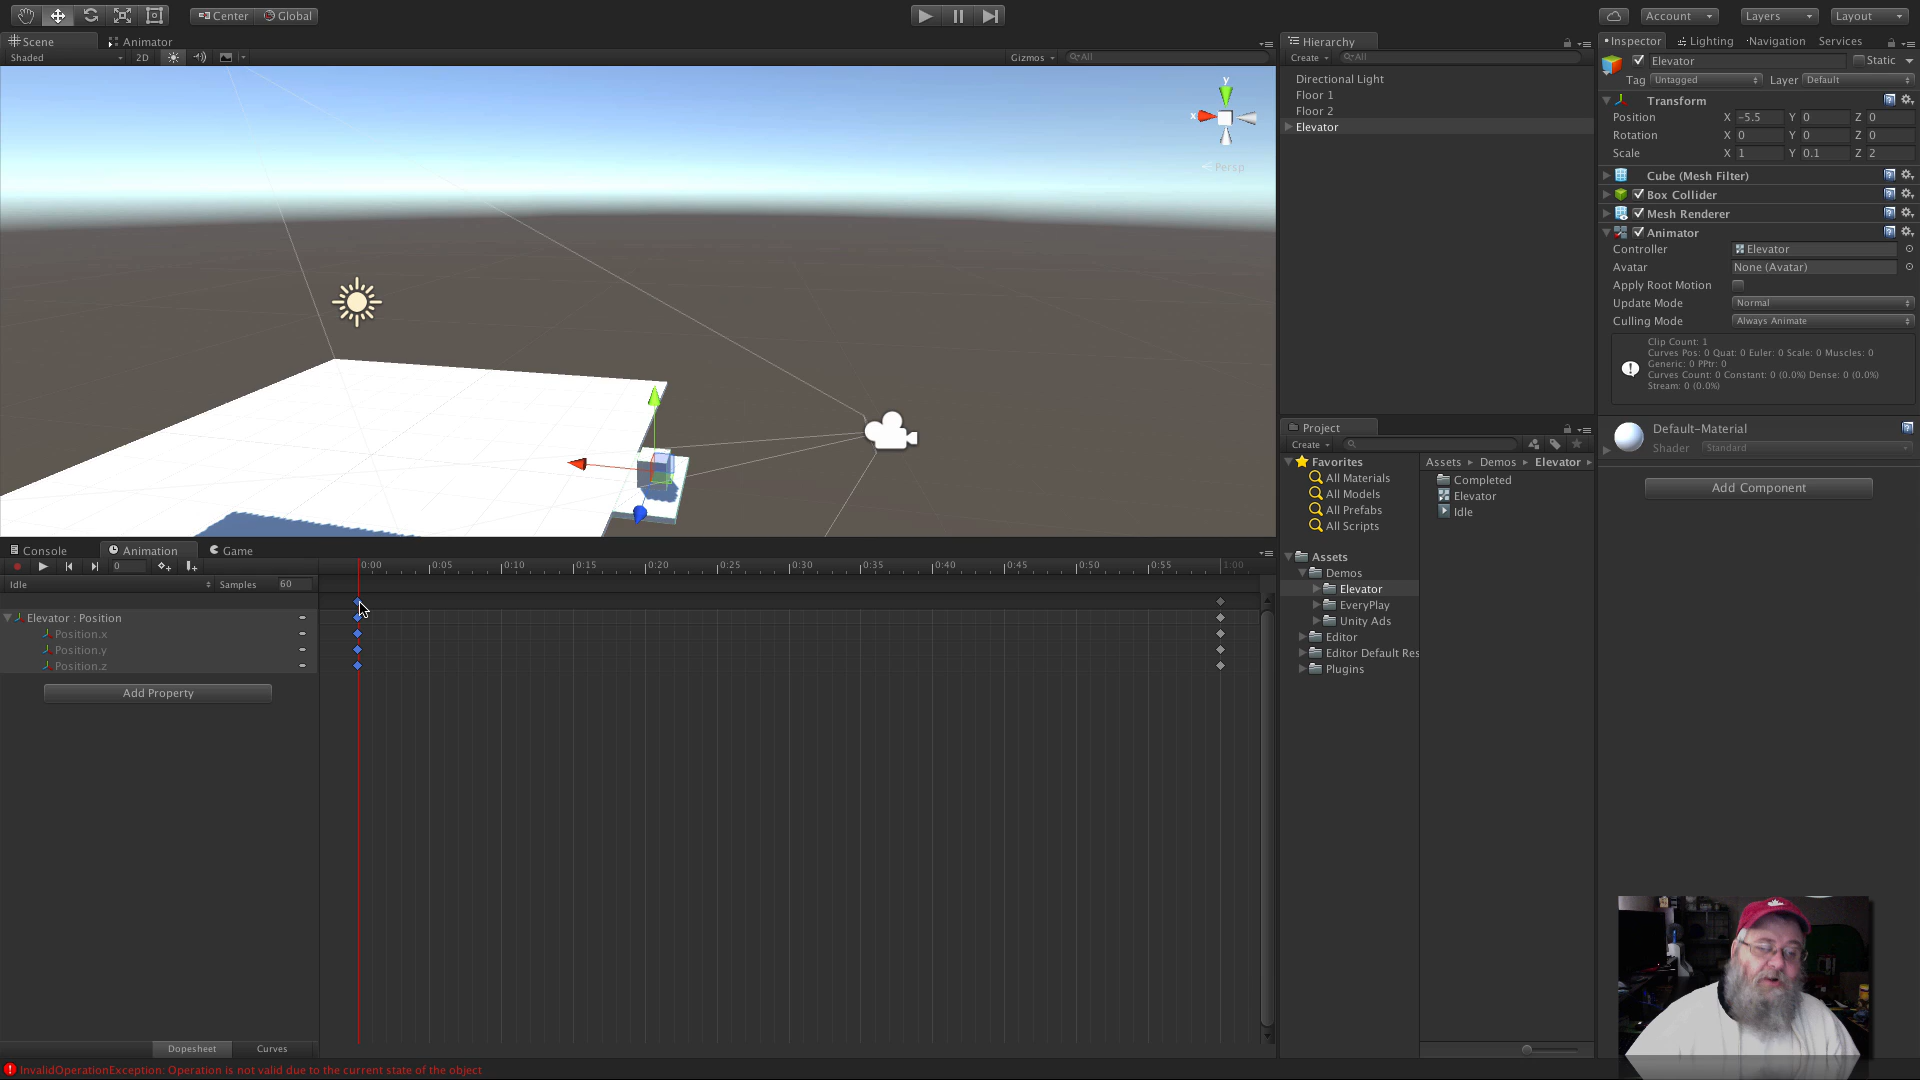 Center
Global
Account
Layers
Layout
Scene
Animator
Shaded
2D
Gizmos
All
y
x
Persp
Hierarchy
Create
All
Directional Light
Floor 1
Floor 2
Elevator
Inspector
Lighting
Navigation
Services
Elevator
Static
Tag
Untagged
Layer
Default
Transform
Position
X -5.5 Y 0 Z 0
Rotation
X 0 Y 0 Z 0
Scale
X 1 Y 0.1 Z 2
Cube (Mesh Filter)
Box Collider
Mesh Renderer
Animator
Controller
Elevator
Avatar
None (Avatar)
Apply Root Motion
Update Mode
Normal
Culling Mode
Always Animate
Clip Count: 1
Curves Pos: 0 Quat: 0 Euler: 0 Scale: 0 Muscles: 0
Generic: 0 PPtr: 0
Curves Count: 0 Constant: 0 (0.0%) Dense: 0 (0.0%)
Stream: 0 (0.0%)
Default-Material
Shader
Standard
Add Component
Project
Create
Favorites
All Materials
All Models
All Prefabs
All Scripts
Assets
Demos
Elevator
EveryPlay
Unity Ads
Editor
Editor Default Res
Plugins
Assets
Demos
Elevator
Completed
Elevator
Idle
Console
Animation
Game
0
0:00 0:05 0:10 0:15 0:20 0:25 0:30 0:35 0:40 0:45 0:50 0:55 1:00
Idle
Samples
60
Elevator : Position
Position.x
Position.y
Position.z
Add Property
Dopesheet
Curves
InvalidOperationException: Operation is not valid due to the current state of the object